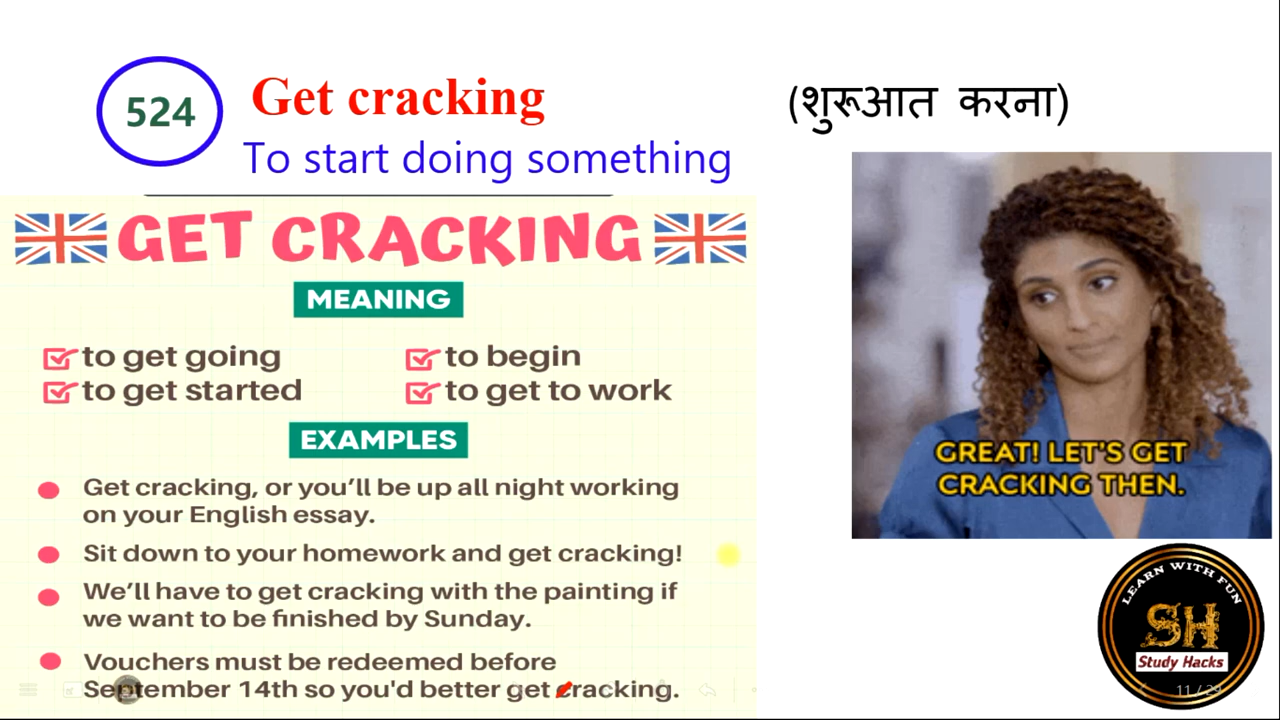 524
Get cracking
(शुरूआत करना)
To start doing something
GET CRACKING
MEANING
to get going
to begin
to get started
to get to work
EXAMPLES
Get cracking, or you'll be up all night working
on your English essay.
Sit down to your homework and get cracking!
We'll have to get cracking with the painting if
we want to be finished by Sunday.
Vouchers must be redeemed before
September 14th so you'd better get cracking.
GREAT! LET'S GET
CRACKING THEN.
LEARN WITH FUN
SH
Study Hacks